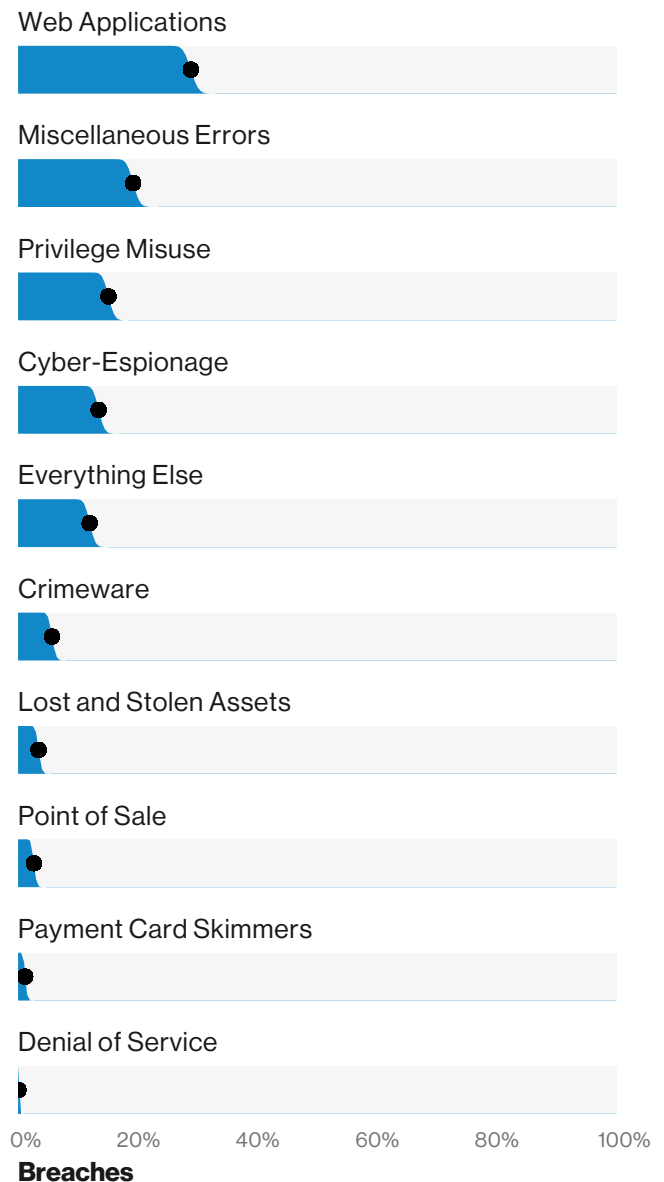 Web Applications
Miscellaneous Errors
Privilege Misuse
Cyber-Espionage
Everything Else
Crimeware
Lost and Stolen Assets
Point of Sale
Payment Card Skimmers
Denial of Service
0% 20% 40% 60% 80% 100%
Breaches